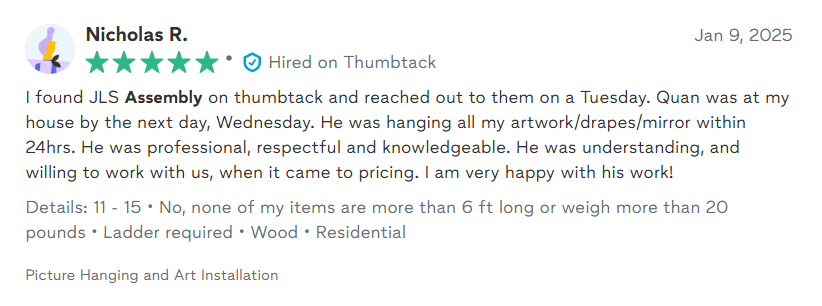 Nicholas R.
Jan 9, 2025
• Hired on Thumbtack
I found JLS Assembly on thumbtack and reached out to them on a Tuesday. Quan was at my
house by the next day, Wednesday. He was hanging all my artwork/drapes/mirror within
24hrs. He was professional, respectful and knowledgeable. He was understanding, and
willing to work with us, when it came to pricing. I am very happy with his work!
Details: 11 - 15 • No, none of my items are more than 6 ft long or weigh more than 20
pounds • Ladder required • Wood • Residential
Picture Hanging and Art Installation